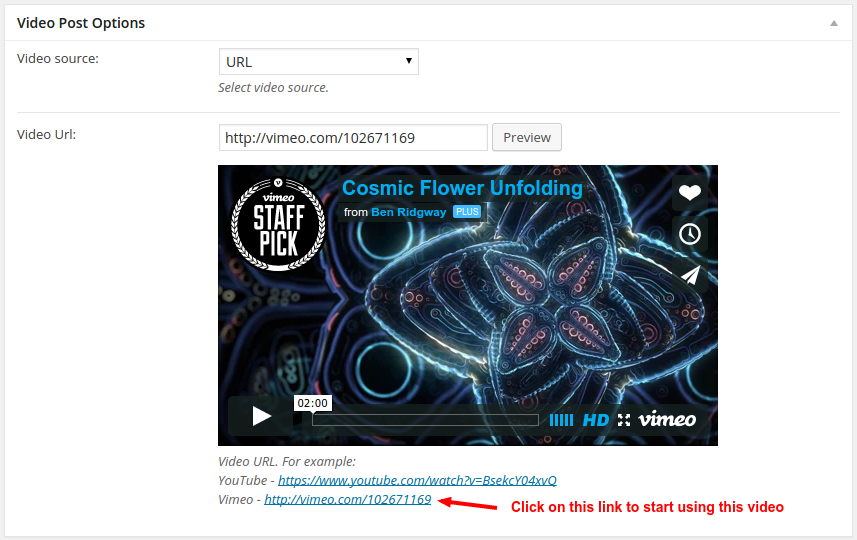 Video Post Options
Video source:
URL
Select video source.
Video Url:
http://vimeo.com/102671169
Preview
vimeo
STAFF
PICK
Cosmic Flower Unfolding
from Ben Ridgway PLUS
02:00
HD
vimeo
Video URL. For example:
YouTube - https://www.youtube.com/watch?v=BsekcY04xvQ
Vimeo - http://vimeo.com/102671169
Click on this link to start using this video